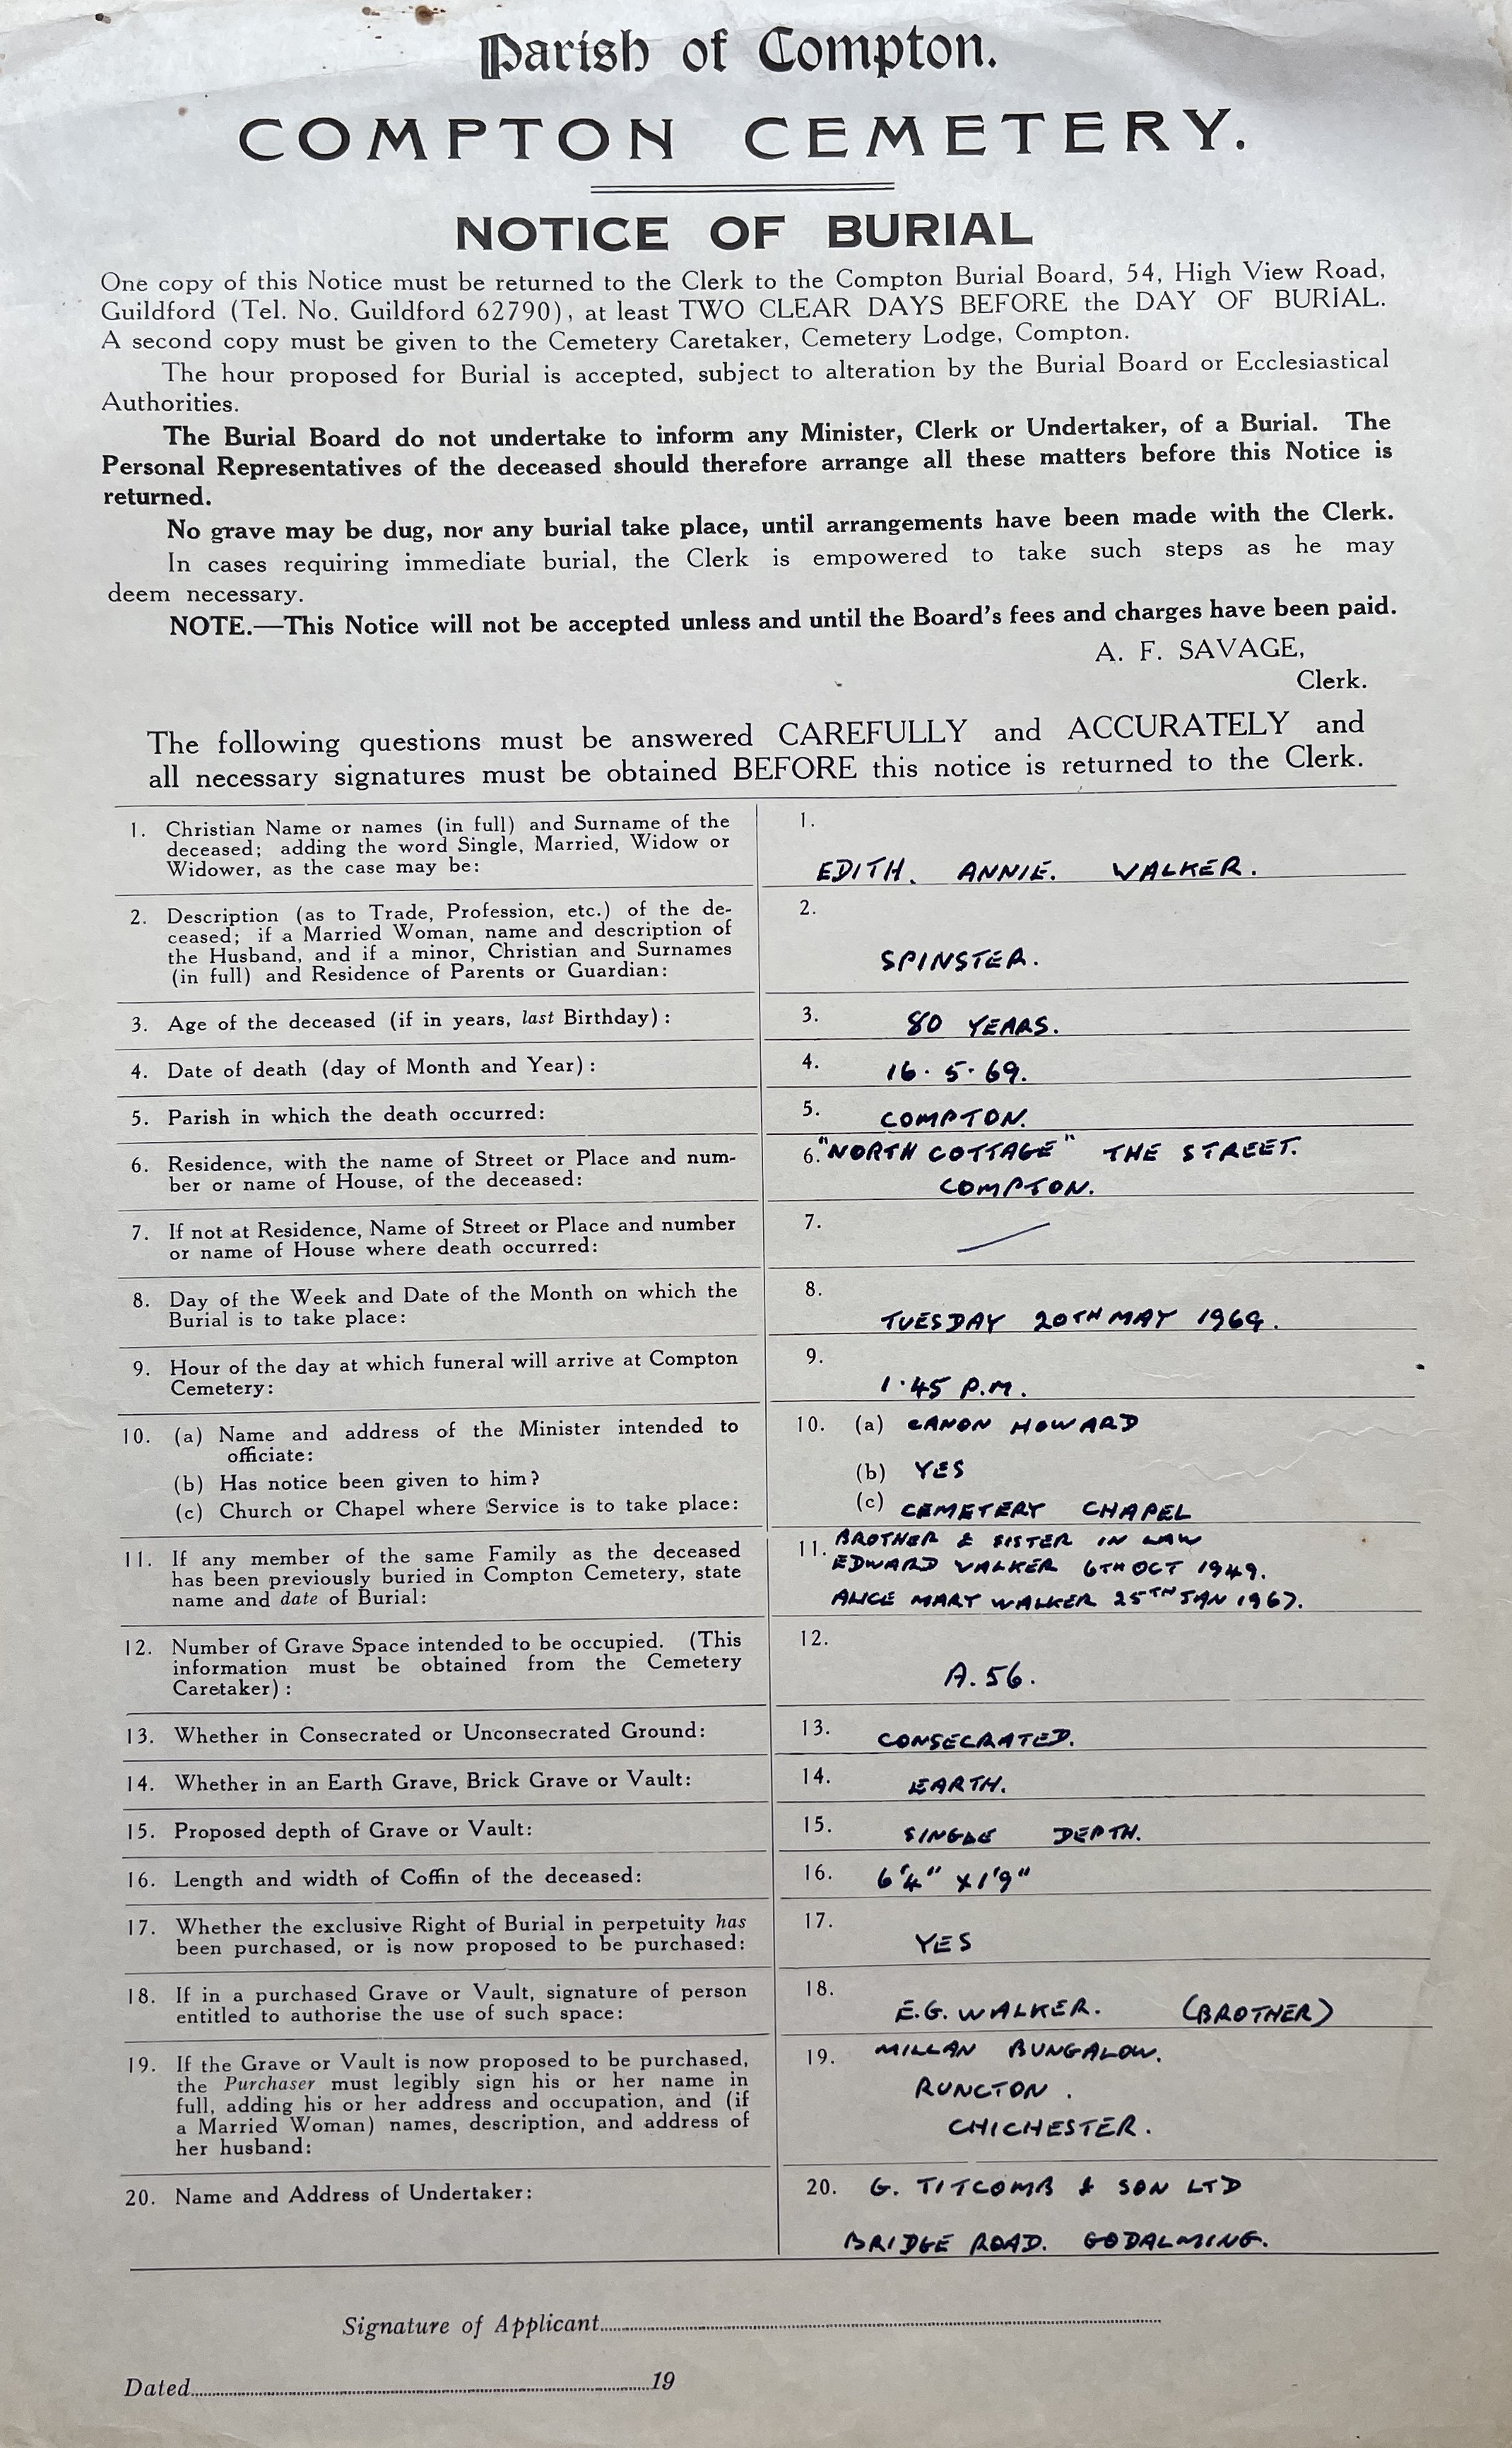 Parish of Compton.
COMPTON CEMETERY.
NOTICE OF BURIAL
One copy of this Notice must be returned to the Clerk to the Compton Burial Board, 54, High View Road,
Guildford (Tel. No. Guildford 62790), at least TWO CLEAR DAYS BEFORE the DAY OF BURIAL.
A second copy must be given to the Cemetery Caretaker, Cemetery Lodge, Compton.
The hour proposed for Burial is accepted, subject to alteration by the Burial Board or Ecclesiastical
Authorities.
The Burial Board do not undertake to inform any Minister, Clerk or Undertaker, of a Burial. The
Personal Representatives of the deceased should therefore arrange all these matters before this Notice is
returned.
No grave may be dug, nor any burial take place, until arrangements have been made with the Clerk.
In cases requiring immediate burial, the Clerk is empowered to take such steps as he may
deem necessary.
NOTE.—This Notice will not be accepted unless and until the Board's fees and charges have been paid.
A. F. SAVAGE,
Clerk.
The following questions must be answered CAREFULLY and ACCURATELY and
all necessary signatures must be obtained BEFORE this notice is returned to the Clerk.
1. Christian Name or names (in full) and Surname of the
deceased; adding the word Single, Married, Widow or
Widower, as the case may be:
1.
EDITH. ANNIE. WALKER.
2. Description (as to Trade, Profession, etc.) of the de-
ceased; if a Married Woman, name and description of
the Husband, and if a minor, Christian and Surnames
(in full) and Residence of Parents or Guardian:
2.
SPINSTER.
3. Age of the deceased (if in years, last Birthday):
3. 80 YEARS.
4. Date of death (day of Month and Year):
4. 16. 5. 69.
5. Parish in which the death occurred:
5. COMPTON.
6. Residence, with the name of Street or Place and num-
ber or name of House, of the deceased:
6. "NORTH COTTAGE" THE STREET.
COMPTON.
7. If not at Residence, Name of Street or Place and number
or name of House where death occurred:
7.
8. Day of the Week and Date of the Month on which the
Burial is to take place:
8.
TUESDAY 20TH MAY 1969.
9. Hour of the day at which funeral will arrive at Compton
Cemetery:
9.
1.45 P.M.
10. (a) Name and address of the Minister intended to
officiate:
(b) Has notice been given to him?
(c) Church or Chapel where Service is to take place:
10. (a) CANON HOWARD
(b) YES
(c) CEMETERY CHAPEL
11. If any member of the same Family as the deceased
has been previously buried in Compton Cemetery, state
name and date of Burial:
11. BROTHER & SISTER IN LAW
EDWARD WALKER 6TH OCT 1949.
ALICE MARY WALKER 25TH JAN 1967.
12. Number of Grave Space intended to be occupied. (This
information must be obtained from the Cemetery
Caretaker):
12.
A. 56.
13. Whether in Consecrated or Unconsecrated Ground:
13. CONSECRATED.
14. Whether in an Earth Grave, Brick Grave or Vault:
14. EARTH.
15. Proposed depth of Grave or Vault:
15. SINGLE DEPTH.
16. Length and width of Coffin of the deceased:
16. 6'4" x 1'9"
17. Whether the exclusive Right of Burial in perpetuity has
been purchased, or is now proposed to be purchased:
17.
YES
18. If in a purchased Grave or Vault, signature of person
entitled to authorise the use of such space:
18.
E.G. WALKER. (BROTHER)
19. If the Grave or Vault is now proposed to be purchased,
the Purchaser must legibly sign his or her name in
full, adding his or her address and occupation, and (if
a Married Woman) names, description, and address of
her husband:
19. MILLAN BUNGALOW.
RUNCTON.
CHICHESTER.
20. Name and Address of Undertaker:
20. G. TITCOMB & SON LTD
BRIDGE ROAD. GODALMING.
Signature of Applicant
Dated 19